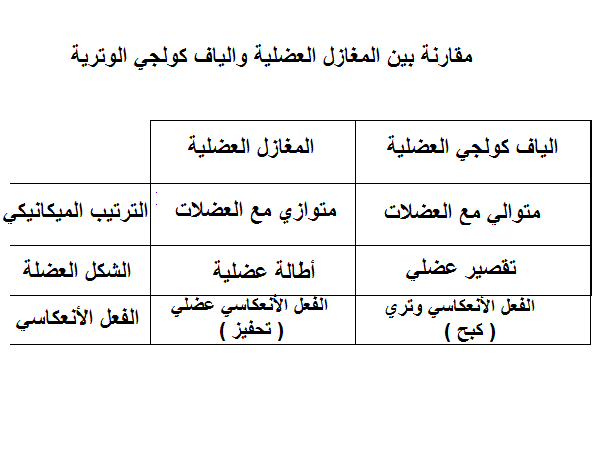 مقارنة بين المغازل العضلية والياف كولجي الوترية
الياف كولجي العضلية
المغازل العضلية
متوالي مع العضلات
متوازي مع العضلات
الترتيب الميكانيكي
تقصير عضلي
أطالة عضلية
الشكل العضلة
الفعل الأنعكاسي وتري
( كبح )
الفعل الأنعكاسي عضلي
( تحفيز )
الفعل الأنعكاسي